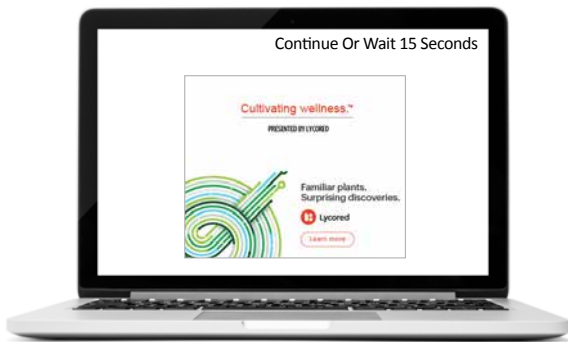 Continue Or Wait 15 Seconds
Cultivating wellness.™
PRESENTED BY LYCORED
Familiar plants.
Surprising discoveries.
Lycored
Learn more